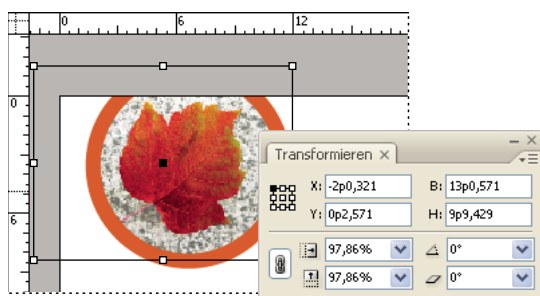 0 6 12
0
6
Transformieren ×
X: -2p0,321 B: 13p0,571
Y: 0p2,571 H: 9p9,429
97,86% 0°
97,86% 0°